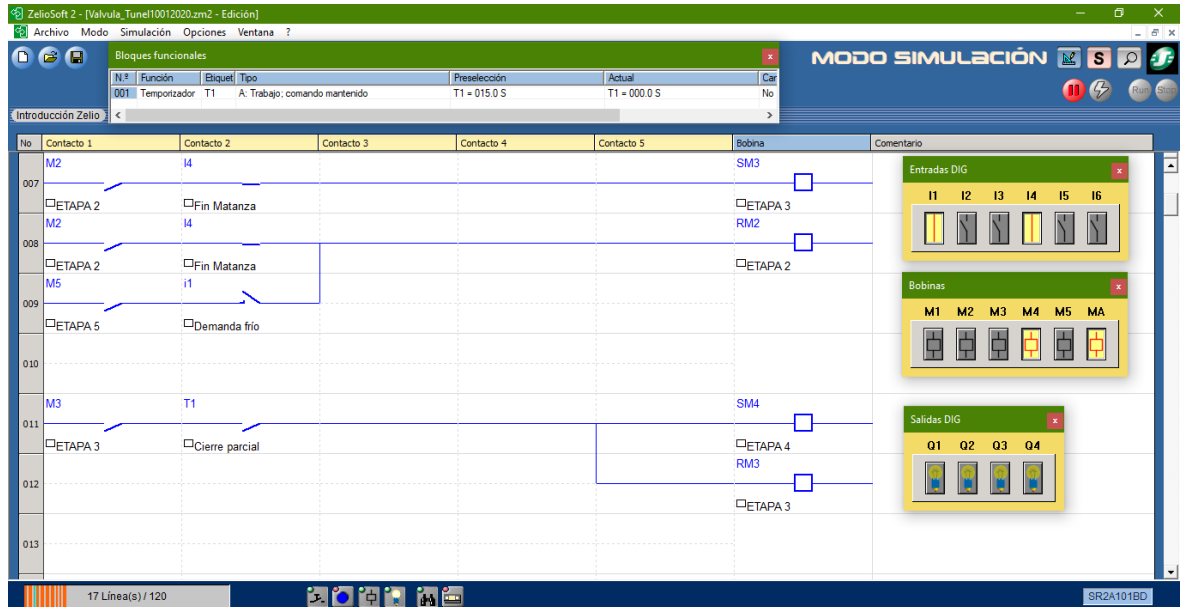 ZelioSoft 2 - [Valvula_Tunel10012020.zm2 - Edición]
Archivo Modo Simulación Opciones Ventana ?
Bloques funcionales
MODO SIMULACIÓN S
N.º Función Etiquet Tipo Preselección Actual Car
001 Temporizador T1 A: Trabajo; comando mantenido T1 = 015.0 S T1 = 000.0 S No
Run Stop
Introducción Zelio
No Contacto 1 Contacto 2 Contacto 3 Contacto 4 Contacto 5 Bobina Comentario
M2 I4 SM3
007
ETAPA 2 Fin Matanza ETAPA 3
M2 I4 RM2
008
ETAPA 2 Fin Matanza ETAPA 2
M5 i1
009
ETAPA 5 Demanda frío
010
M3 T1 SM4
011
ETAPA 3 Cierre parcial ETAPA 4
RM3
012
ETAPA 3
013
Entradas DIG
I1 I2 I3 I4 I5 I6
Bobinas
M1 M2 M3 M4 M5 MA
Salidas DIG
Q1 Q2 Q3 Q4
17 Línea(s) / 120
SR2A101BD